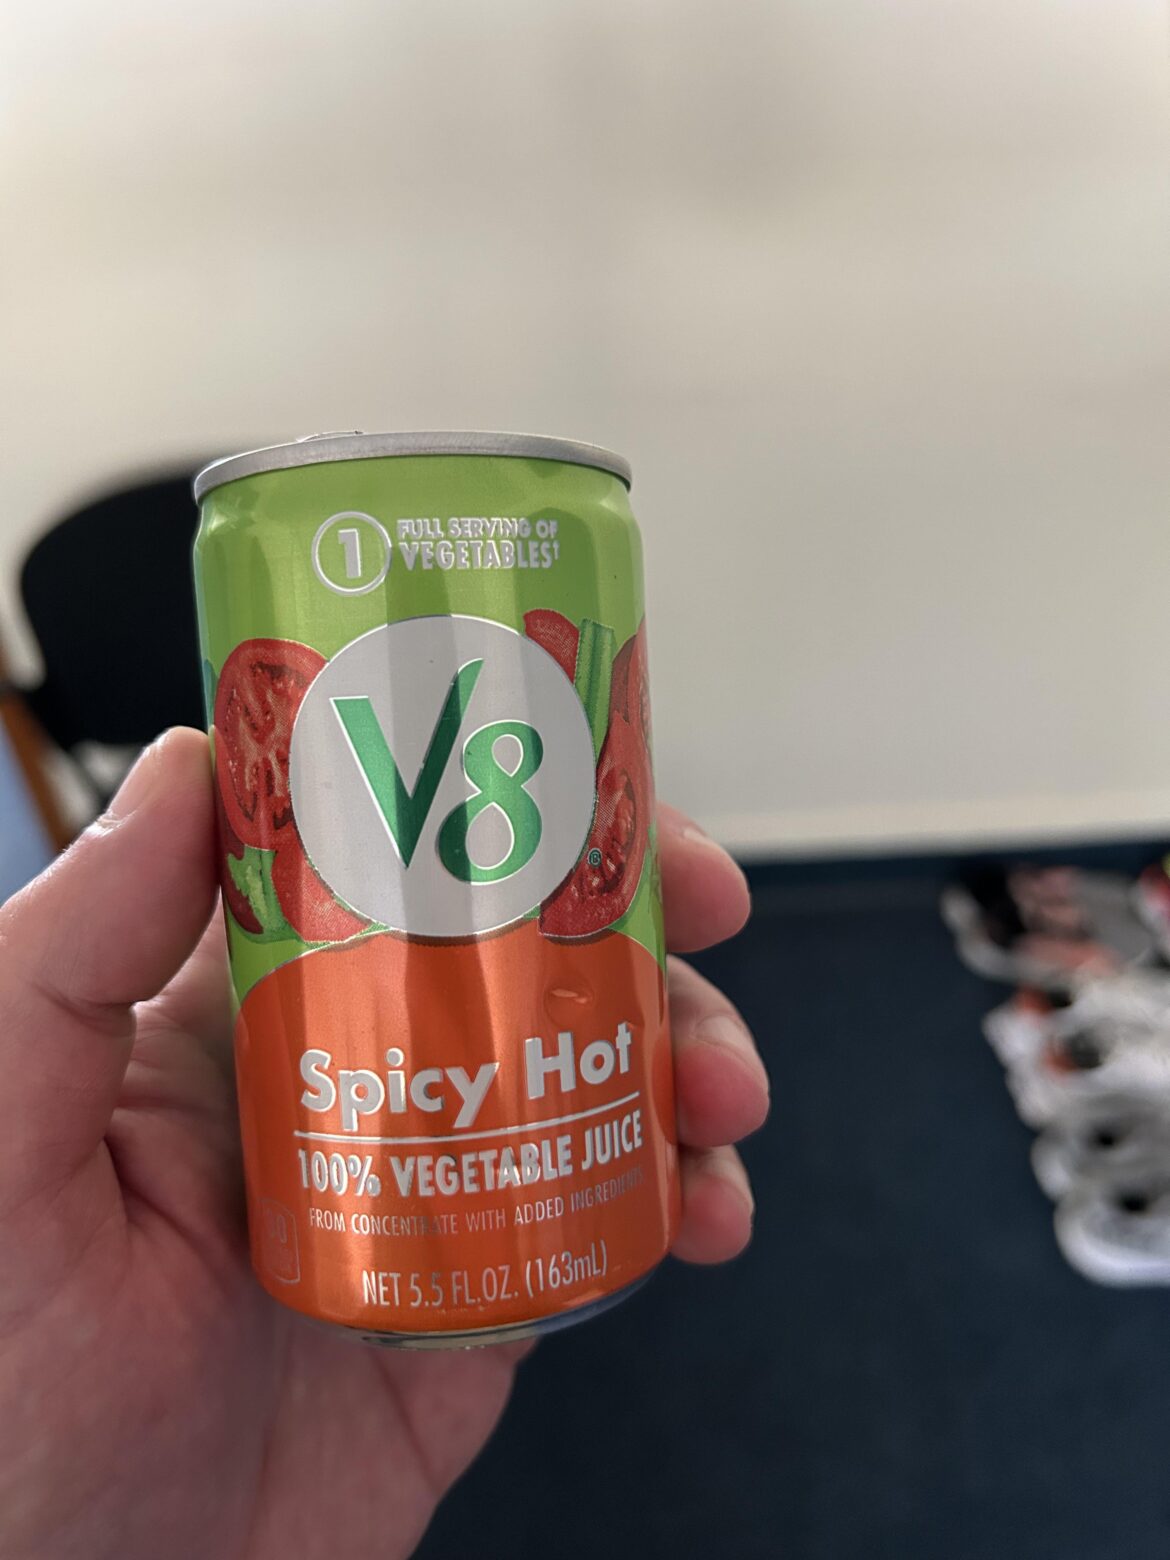 1
FULL SERVING OF
VEGETABLES†
V8
®
Spicy Hot
100% VEGETABLE JUICE
FROM CONCENTRATE WITH ADDED INGREDIENTS
NET 5.5 FL.OZ. (163mL)